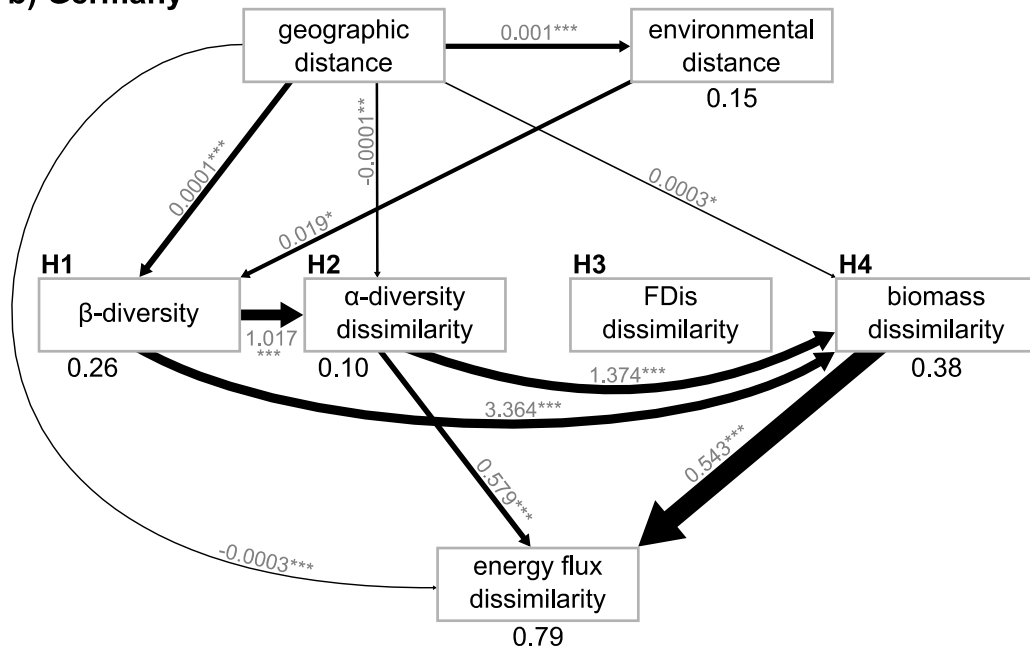 b) Germany
geographic
distance
0.001***
environmental
distance
0.15
0.0001***
-0.0001**
0.019*
0.0003*
H1
β-diversity
0.26
1.017
***
H2
α-diversity
dissimilarity
0.10
H3
FDis
dissimilarity
H4
biomass
dissimilarity
0.38
1.374***
3.364***
0.579***
0.543***
-0.0003***
energy flux
dissimilarity
0.79